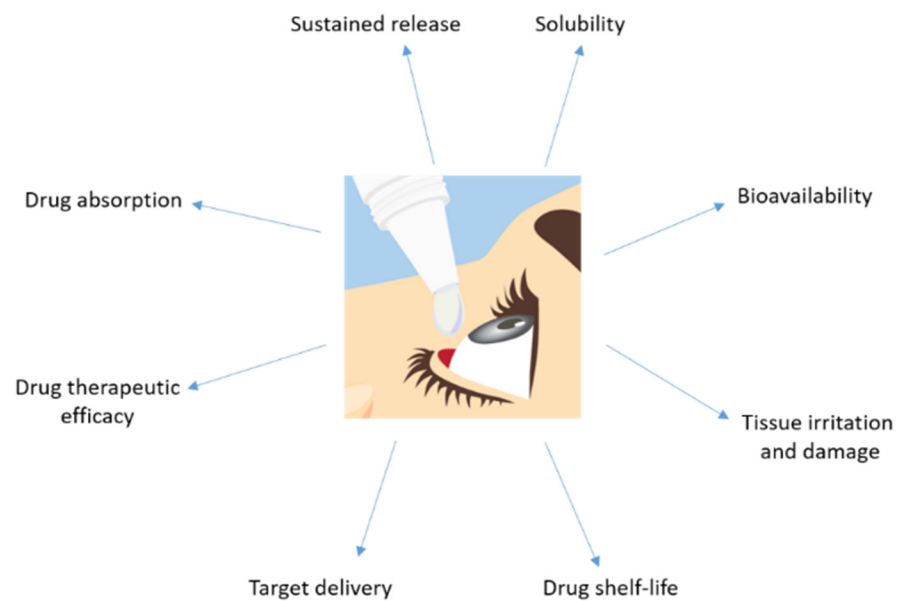 Sustained release
Solubility
Drug absorption
Bioavailability
Drug therapeutic
efficacy
Tissue irritation
and damage
Target delivery
Drug shelf-life